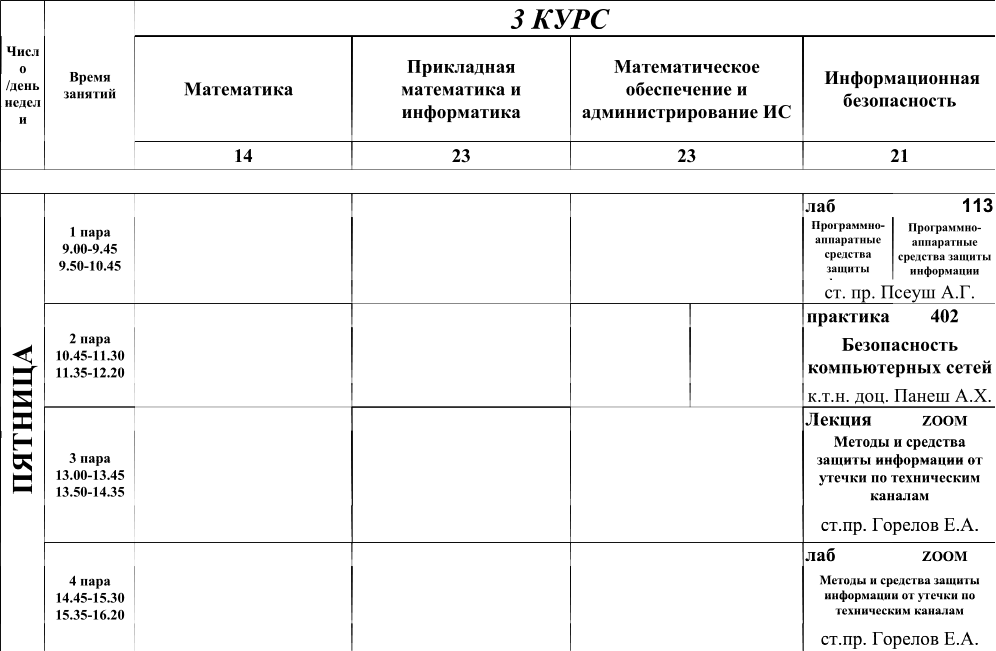 3 КУРС
Числ
о
/день
недел
и
Время
занятий
Математика
Прикладная
математика и
информатика
Математическое
обеспечение и
администрирование ИС
Информационная
безопасность
14
23
23
21
ПЯТНИЦА
1 пара
9.00-9.45
9.50-10.45
лаб 113
Программно-
аппаратные
средства
защиты
Программно-
аппаратные
средства защиты
информации
ст. пр. Псеуш А.Г.
2 пара
10.45-11.30
11.35-12.20
практика 402
Безопасность
компьютерных сетей
к.т.н. доц. Панеш А.Х.
3 пара
13.00-13.45
13.50-14.35
Лекция ZOOM
Методы и средства
защиты информации от
утечки по техническим
каналам
ст.пр. Горелов Е.А.
4 пара
14.45-15.30
15.35-16.20
лаб ZOOM
Методы и средства защиты
информации от утечки по
техническим каналам
ст.пр. Горелов Е.А.